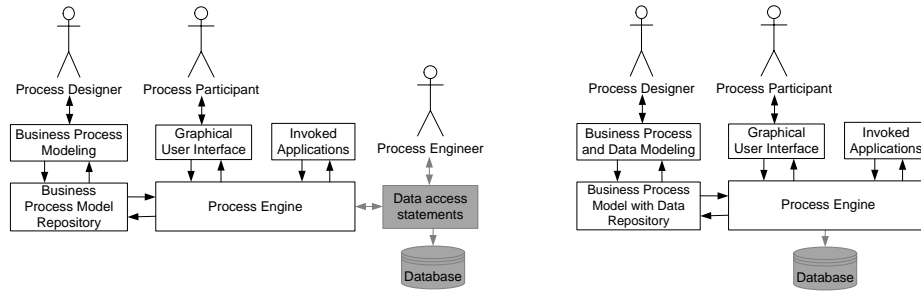 Process Designer
Process Participant
Process Engineer
Business Process
Modeling
Graphical
User Interface
Invoked
Applications
Business
Process Model
Repository
Process Engine
Data access
statements
Database
Process Designer
Process Participant
Business Process
and Data Modeling
Graphical
User Interface
Invoked
Applications
Business Process
Model with Data
Repository
Process Engine
Database